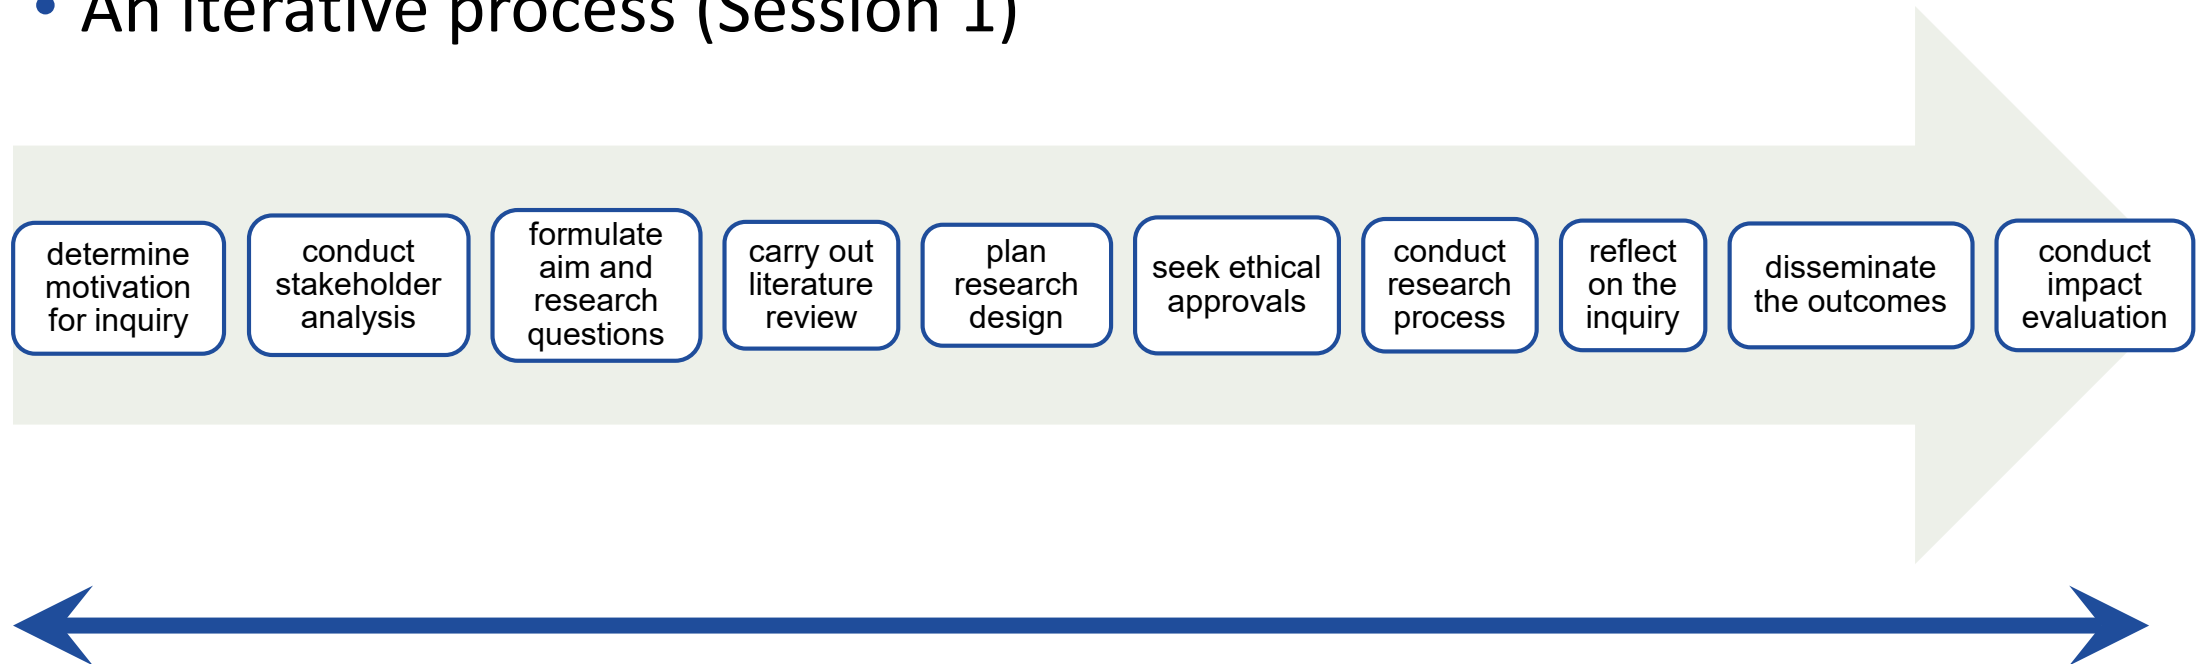 • An iterative process (Session 1)
determine
motivation
for inquiry
conduct
stakeholder
analysis
formulate
aim and
research
questions
carry out
literature
review
plan
research
design
seek ethical
approvals
conduct
research
process
reflect
on the
inquiry
disseminate
the outcomes
conduct
impact
evaluation